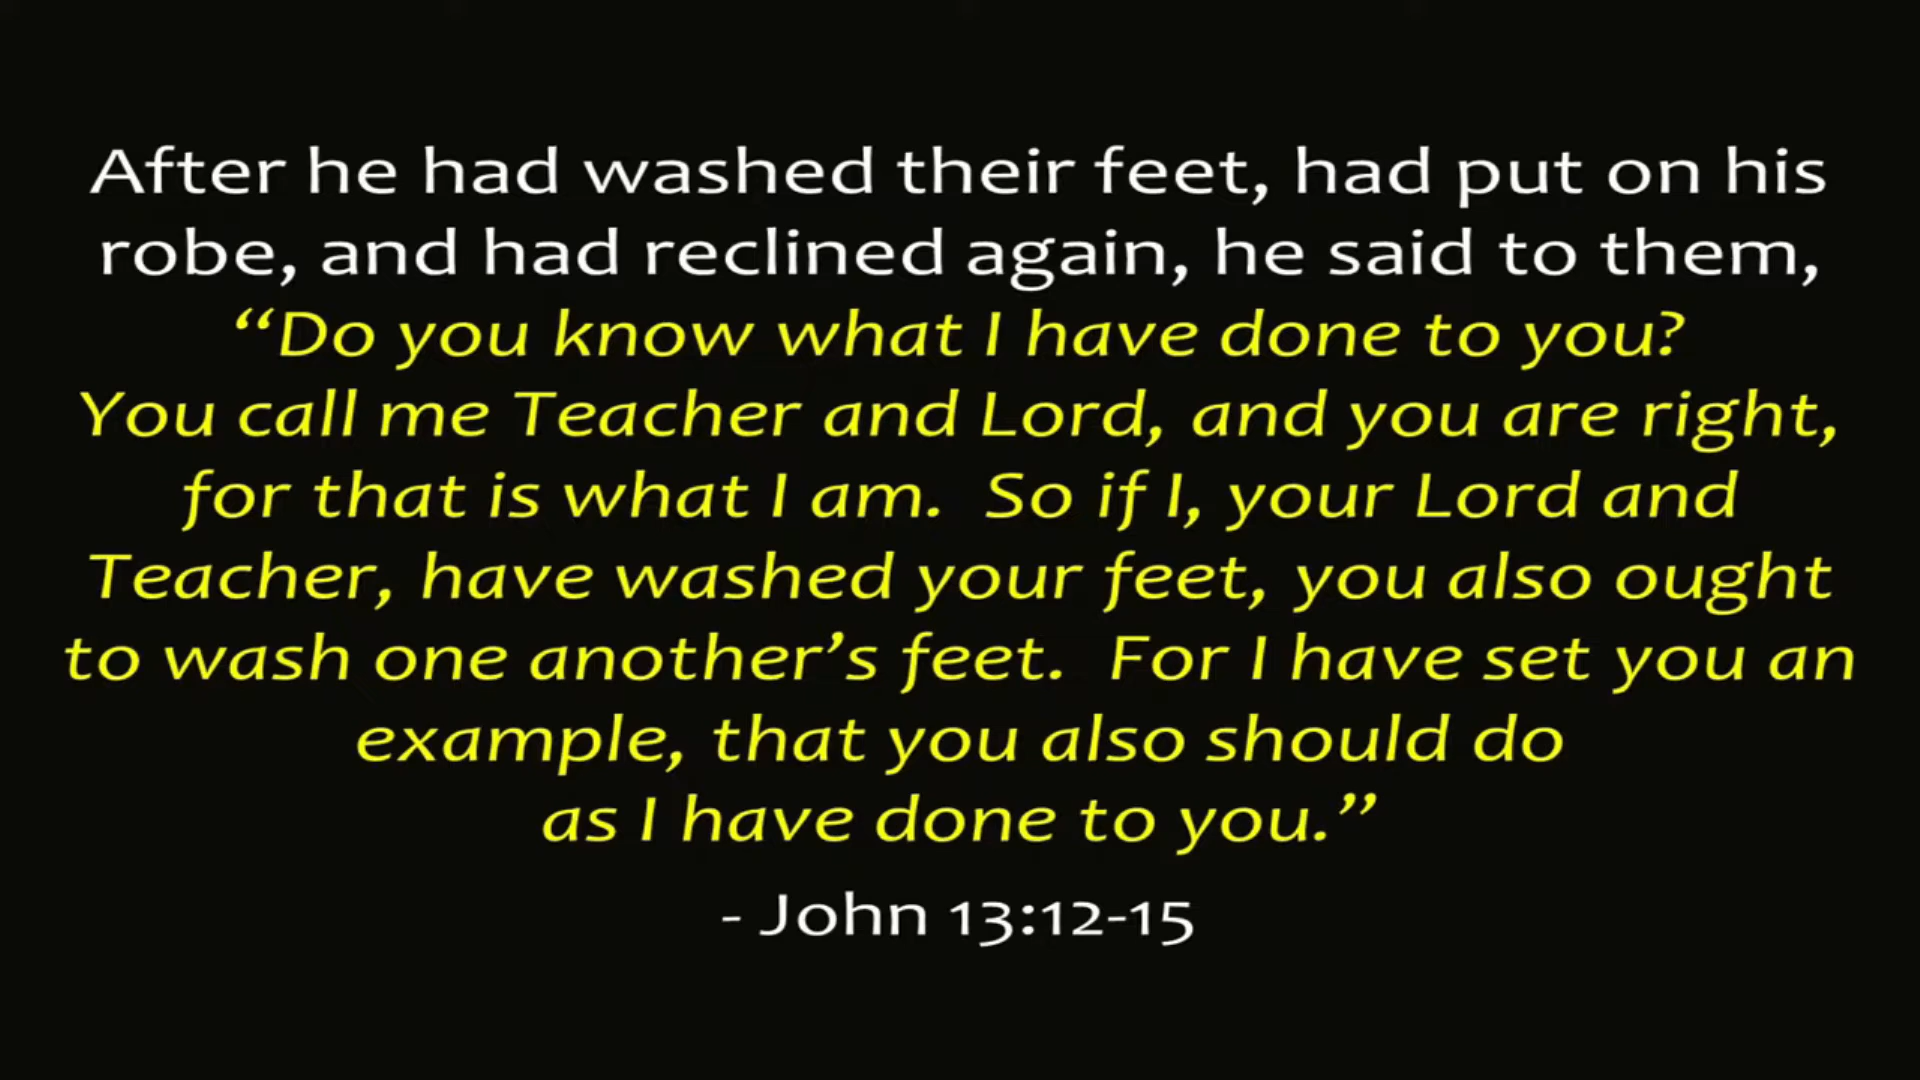 After he had washed their feet, had put on his
robe, and had reclined again, he said to them,
“Do you know what I have done to you?
You call me Teacher and Lord, and you are right,
for that is what I am.  So if I, your Lord and
Teacher, have washed your feet, you also ought
to wash one another’s feet.  For I have set you an
example, that you also should do
as I have done to you.”
- John 13:12-15